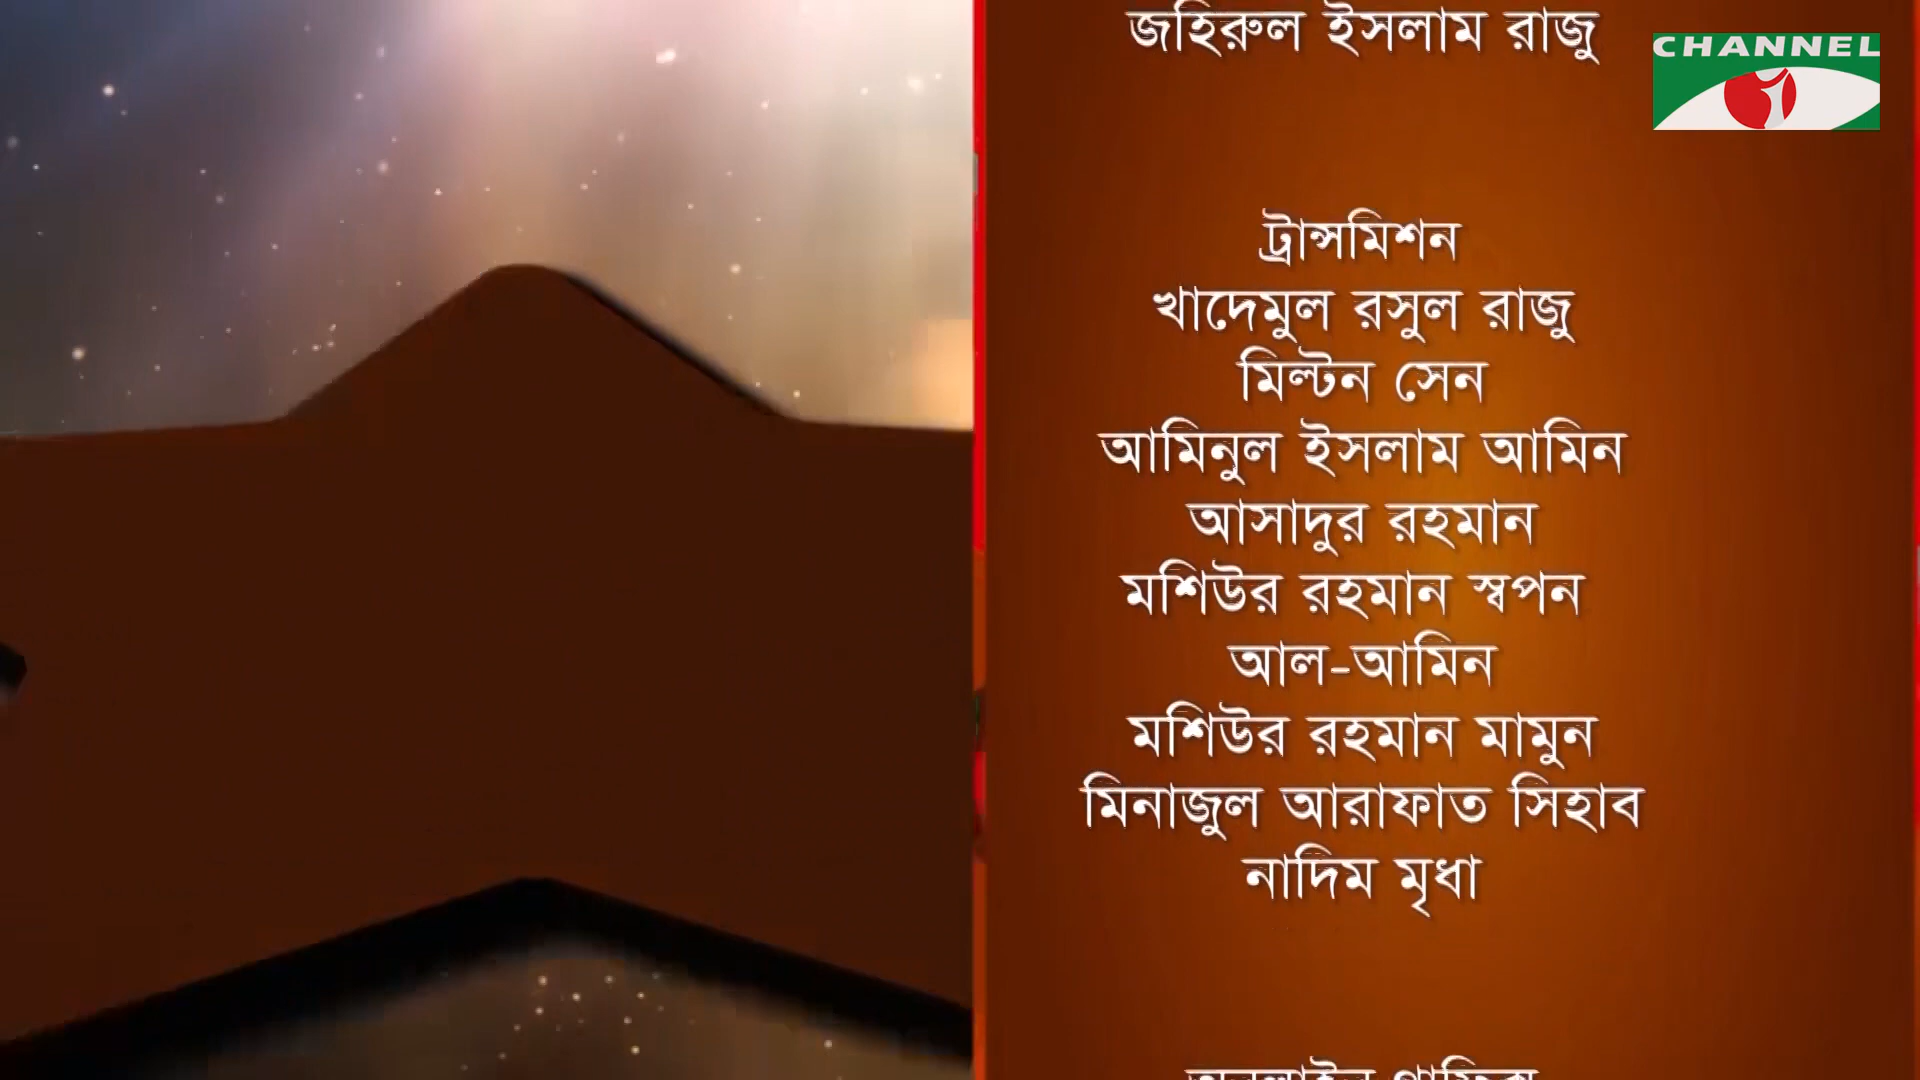 জহিরুল ইসলাম রাজু
CHANNEL
ট্রান্সমিশন
খাদেমুল রসুল রাজু
মিল্টন সেন
আমিনুল ইসলাম আমিন
আসাদুর রহমান
মশিউর রহমান স্বপন
আল-আমিন
মশিউর রহমান মামুন
মিনাজুল আরাফাত সিহাব
নাদিম মৃধা